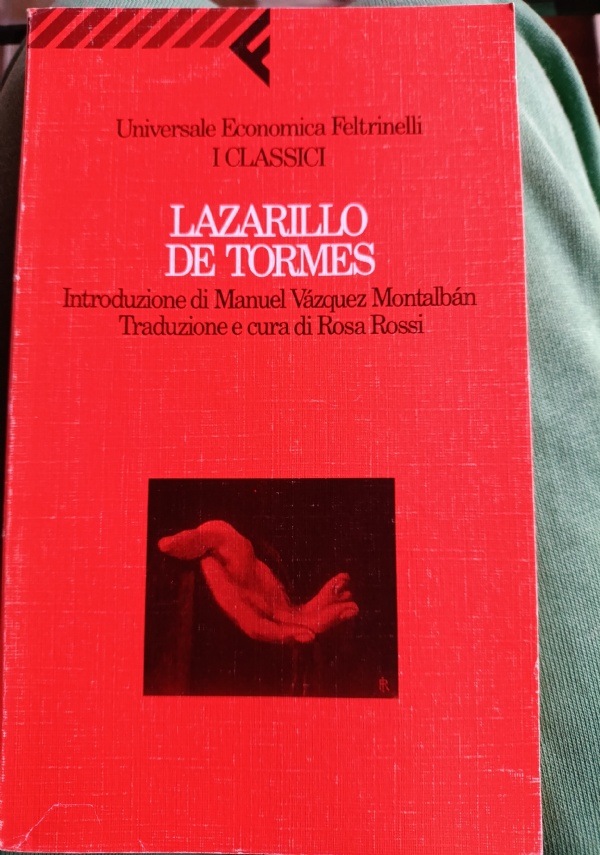 Universale Economica Feltrinelli
I CLASSICI
LAZARILLO
DE TORMES
Introduzione di Manuel Vázquez Montalbán
Traduzione e cura di Rosa Rossi